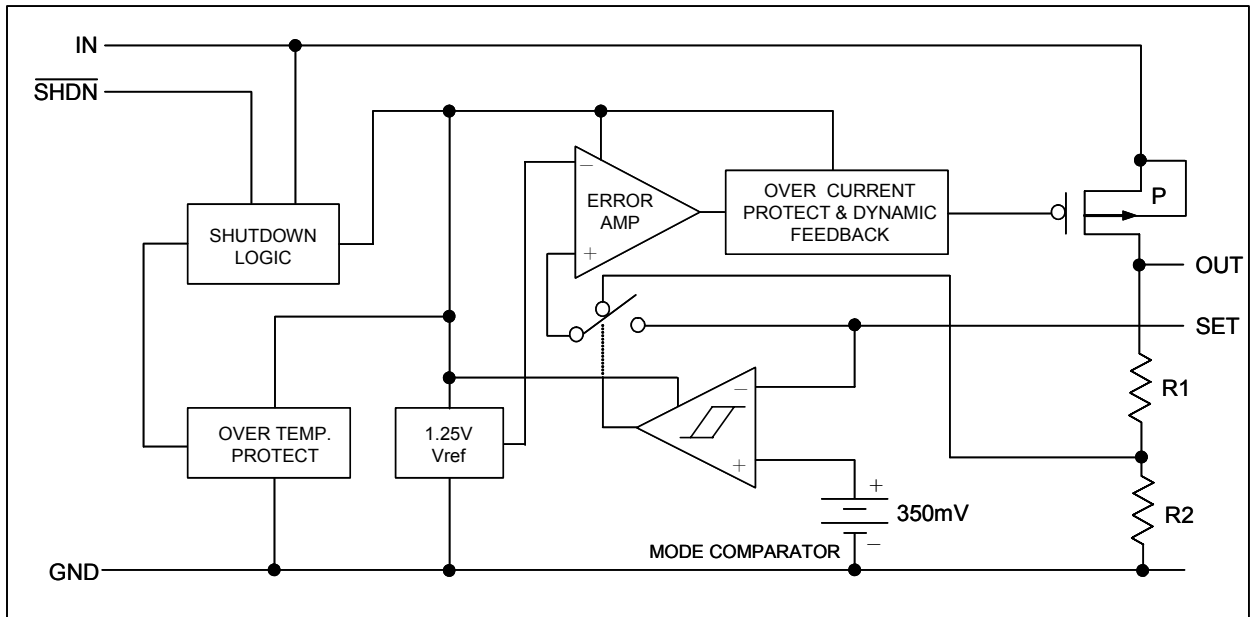 IN
SHDN
SHUTDOWN
LOGIC
−
ERROR
AMP
+
OVER CURRENT
PROTECT & DYNAMIC
FEEDBACK
P
OUT
SET
R1
OVER TEMP.
PROTECT
1.25V
Vref
−
+
+
350mV
−
R2
MODE COMPARATOR
GND